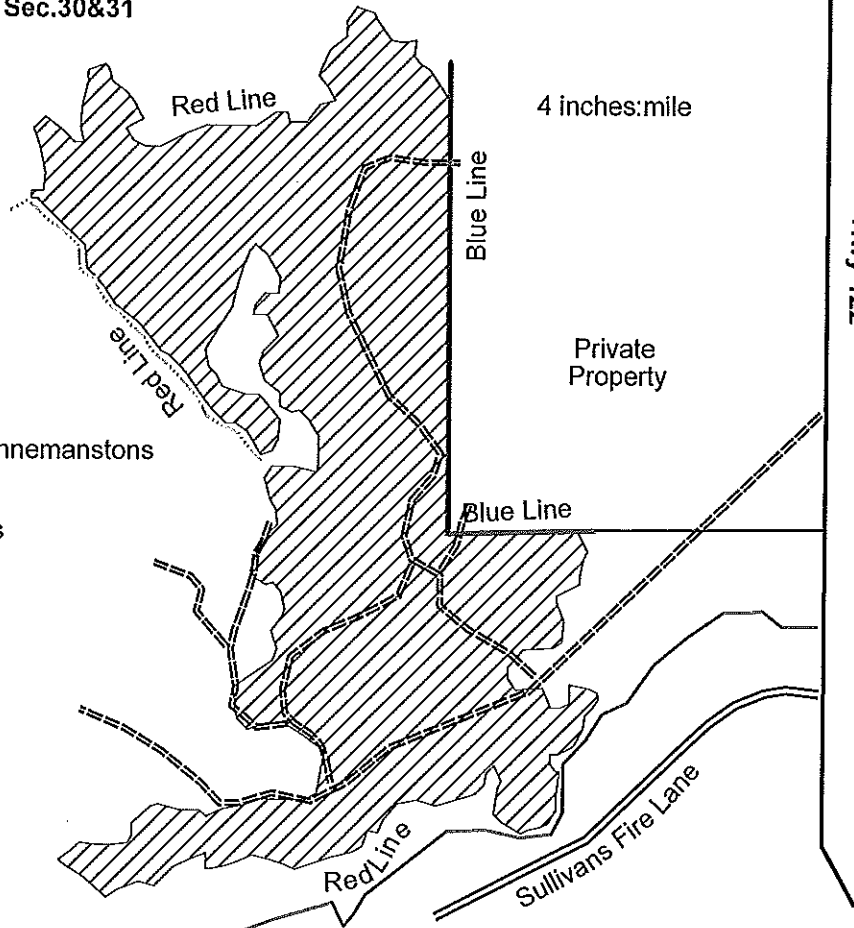 Sec.30&31
Red Line
4 inches:mile
Blue Line
Red Line
Private
Property
nnemanstons
Blue Line
s
Red Line
Sullivans Fire Lane